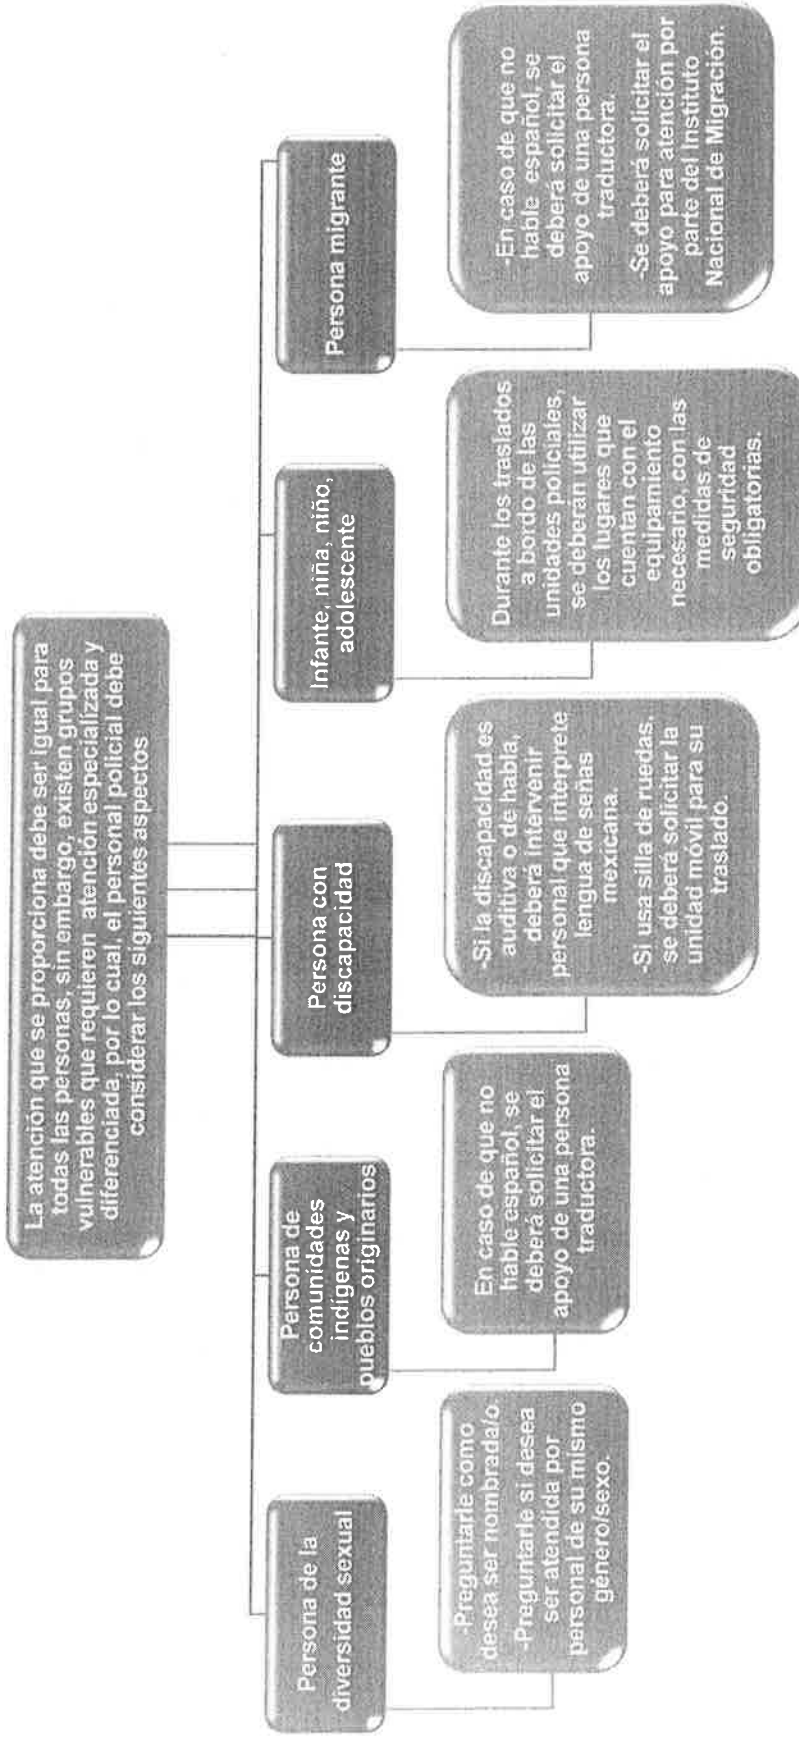 La atención que se proporciona debe ser igual para
todas las personas, sin embargo, existen grupos
vulnerables que requieren atención especializada y
diferenciada, por lo cual, el personal policial debe
considerar los siguientes aspectos
Persona de la
diversidad sexual
-Preguntarle como
desea ser nombrada/o.
-Preguntarle si desea
ser atendida por
personal de su mismo
género/sexo.
Persona de
comunidades
indígenas y
pueblos originarios
En caso de que no
hable español, se
deberá solicitar el
apoyo de una persona
traductora.
Persona con
discapacidad
-Si la discapacidad es
auditiva o de habla,
deberá intervenir
personal que interprete
lengua de señas
mexicana.
-Si usa silla de ruedas,
se deberá solicitar la
unidad móvil para su
traslado.
Infante, niña, niño,
adolescente
Durante los traslados
a bordo de las
unidades policiales,
se deberán utilizar
los lugares que
cuentan con el
equipamiento
necesario, con las
medidas de
seguridad
obligatorias.
Persona migrante
-En caso de que no
hable español, se
deberá solicitar el
apoyo de una persona
traductora.
-Se deberá solicitar el
apoyo para atención por
parte del Instituto
Nacional de Migración.